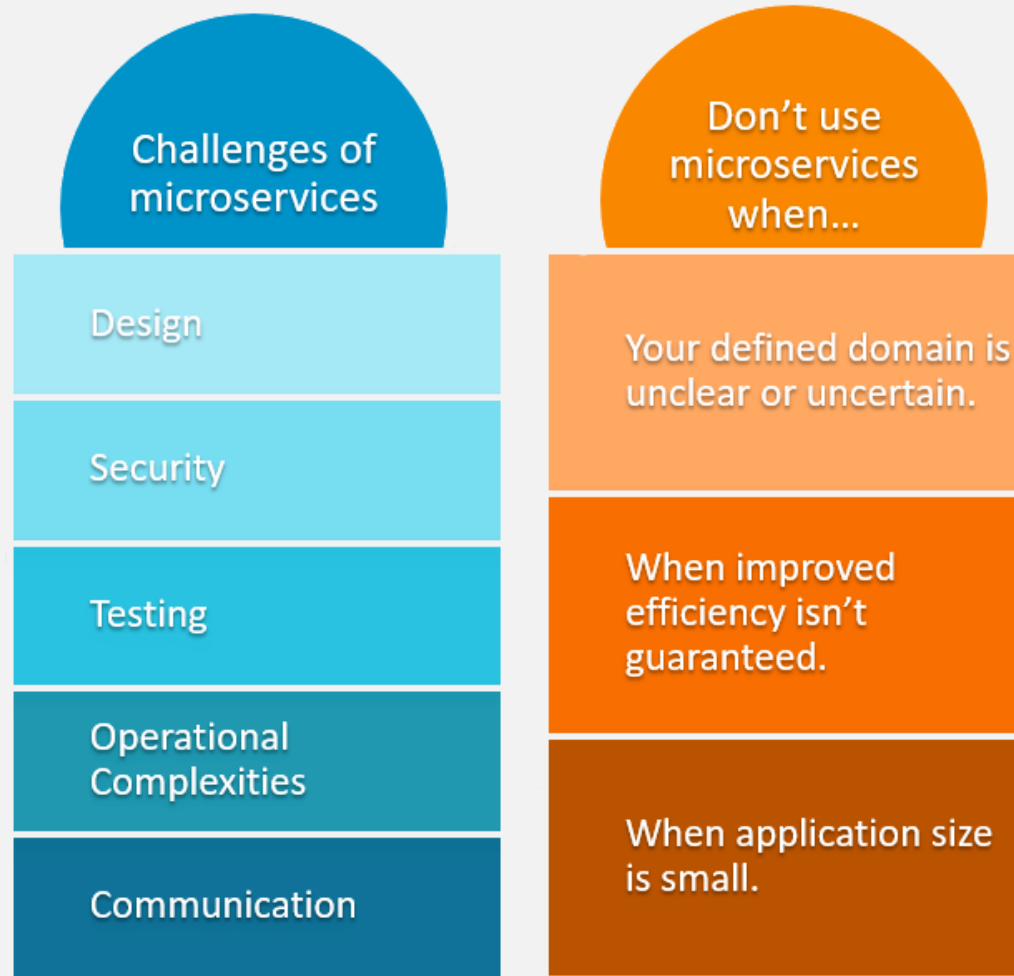 Challenges of
microservices
Design
Security
Testing
Operational
Complexities
Communication
Don’t use
microservices
when…
Your defined domain is
unclear or uncertain.
When improved
efficiency isn’t
guaranteed.
When application size
is small.